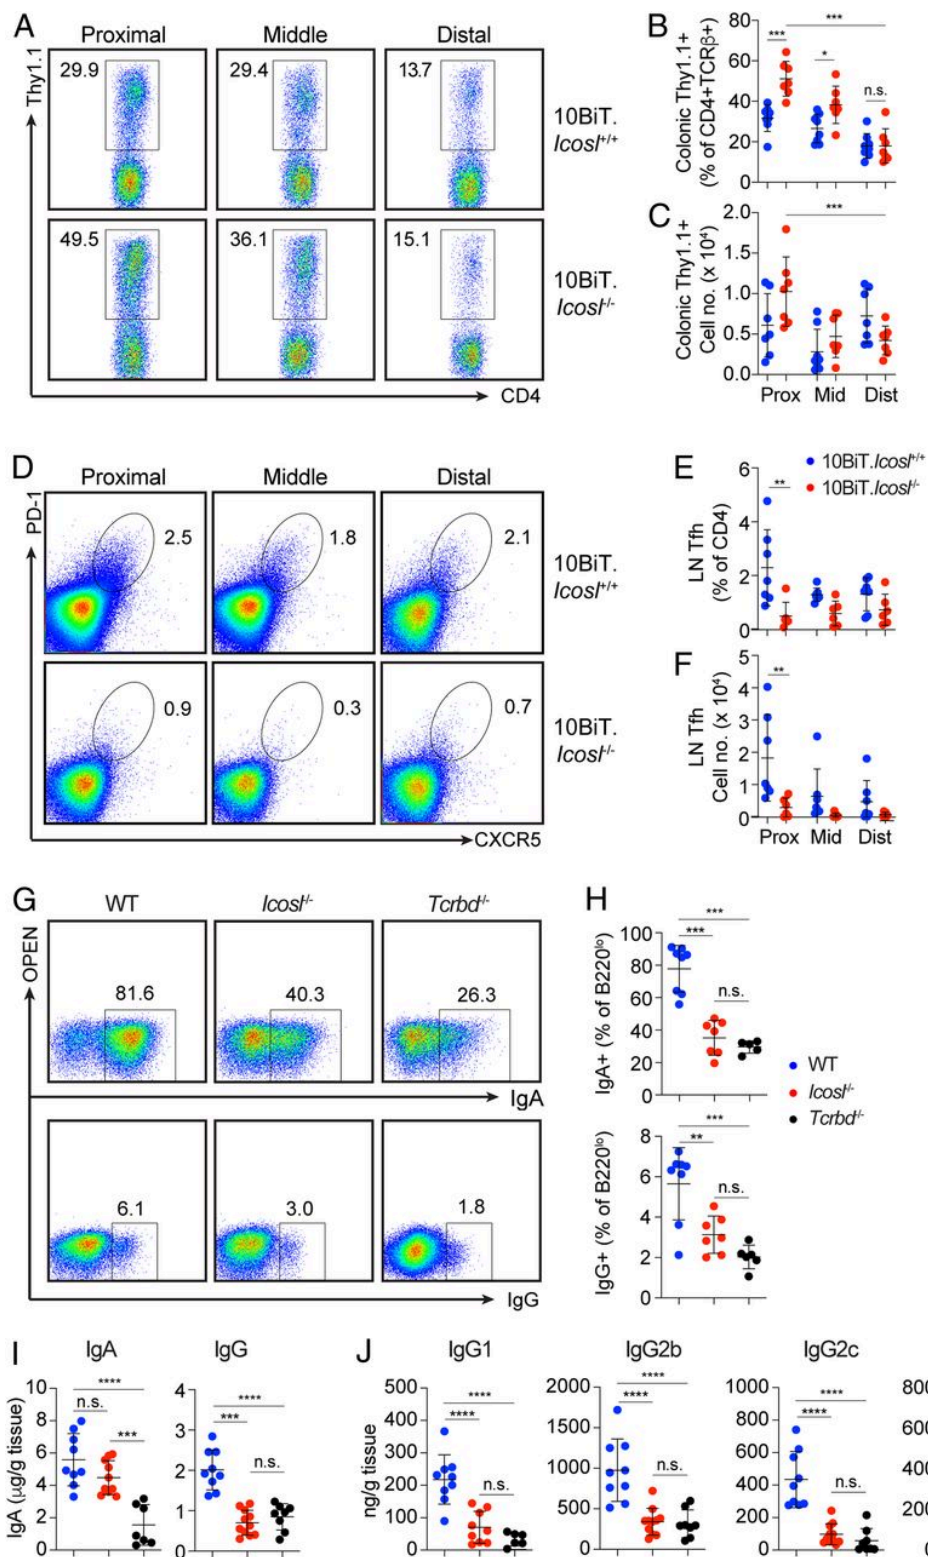 A
Proximal
Middle
Distal
Thy1.1
29.9
29.4
13.7
10BiT.
Icosl+/+
49.5
36.1
15.1
10BiT.
Icosl-/-
CD4
B
Colonic Thy1.1+
(% of CD4+TCRβ+)
80
60
40
20
0
***
***
*
n.s.
C
Colonic Thy1.1+
Cell no. (x 10⁴)
2.0
1.5
1.0
0.5
0.0
***
Prox
Mid
Dist
D
Proximal
Middle
Distal
PD-1
2.5
1.8
2.1
10BiT.
Icosl+/+
0.9
0.3
0.7
10BiT.
Icosl-/-
CXCR5
E
10BiT.Icosl+/+
10BiT.Icosl-/-
LN Tfh
(% of CD4)
6
4
2
0
**
F
LN Tfh
Cell no. (x 10⁴)
5
4
3
2
1
0
**
Prox
Mid
Dist
G
WT
Icosl-/-
Tcrbd-/-
OPEN
81.6
40.3
26.3
IgA
6.1
3.0
1.8
IgG
H
IgA+ (% of B220lo)
100
80
60
40
20
0
***
***
n.s.
WT
Icosl-/-
Tcrbd-/-
IgG+ (% of B220lo)
8
6
4
2
0
***
**
n.s.
I
IgA
IgA (μg/g tissue)
10
8
6
4
2
0
****
n.s.
***
IgG
4
3
2
1
0
****
***
n.s.
J
IgG1
ng/g tissue
500
400
300
200
100
0
****
****
n.s.
IgG2b
2000
1500
1000
500
0
****
****
n.s.
IgG2c
800
600
400
200
0
****
****
n.s.
800
600
400
200
0